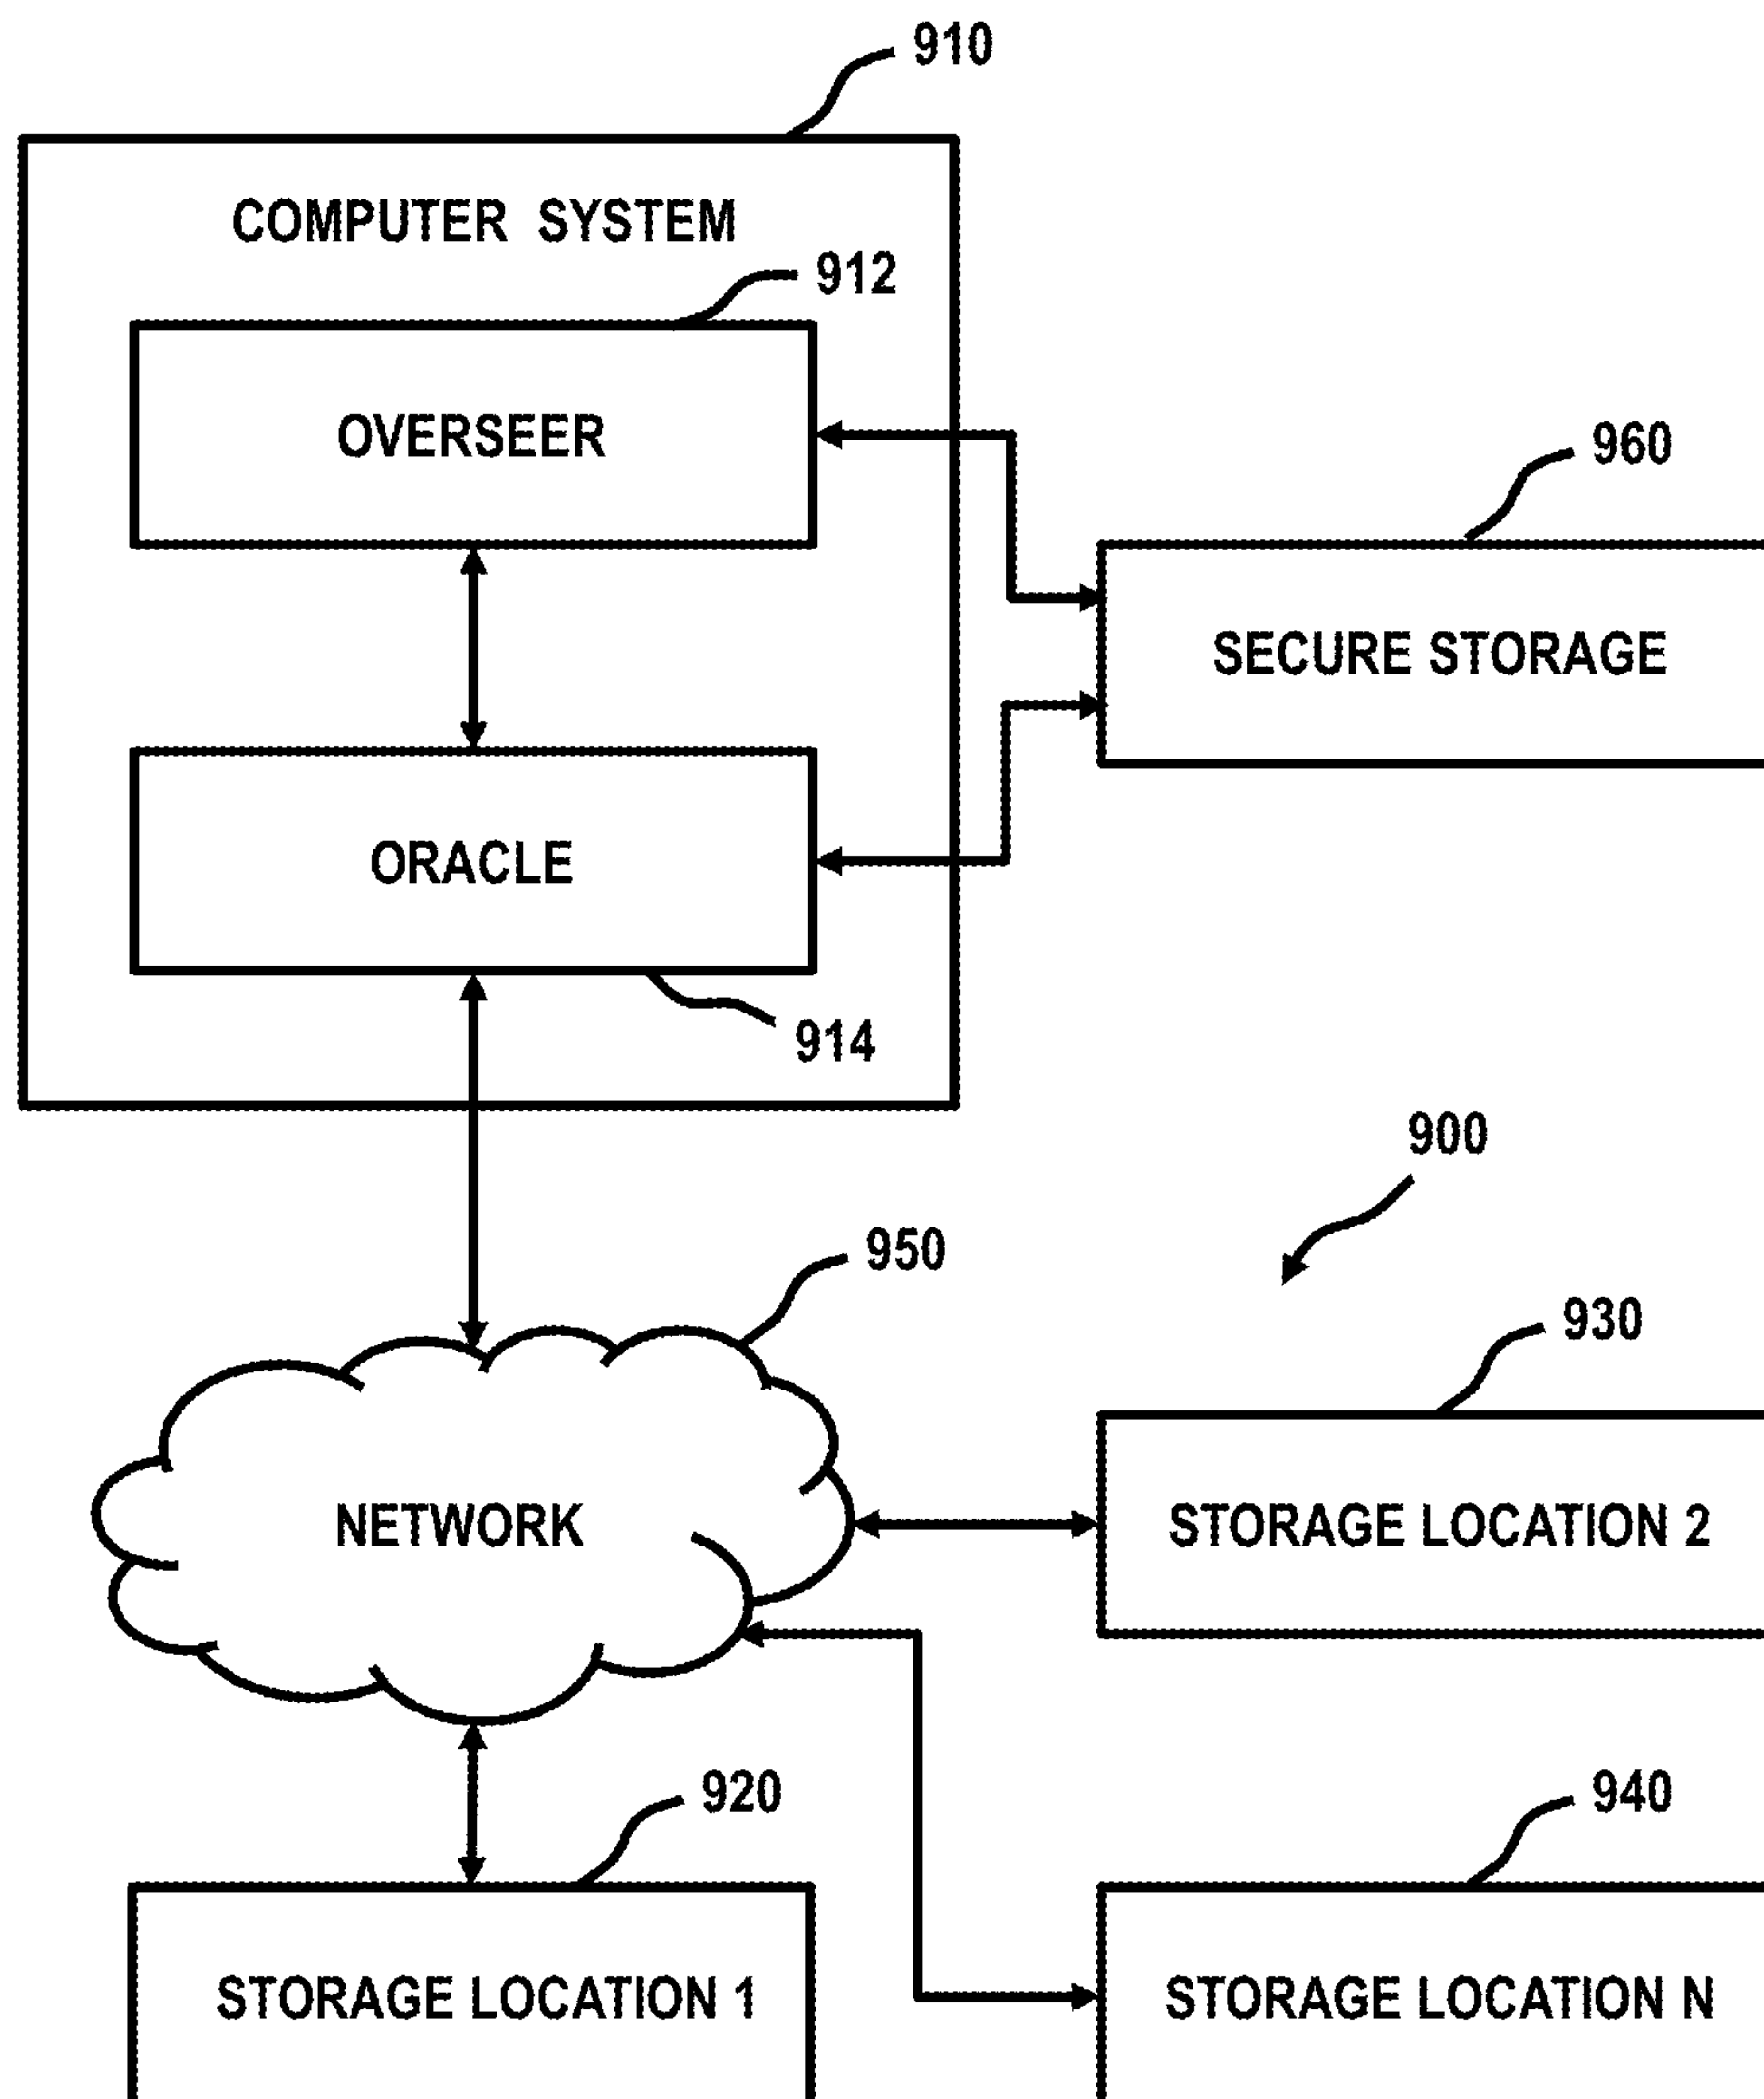 910
COMPUTER SYSTEM
912
OVERSEER
960
SECURE STORAGE
ORACLE
914
900
950
930
NETWORK
STORAGE LOCATION 2
920
940
STORAGE LOCATION 1
STORAGE LOCATION N